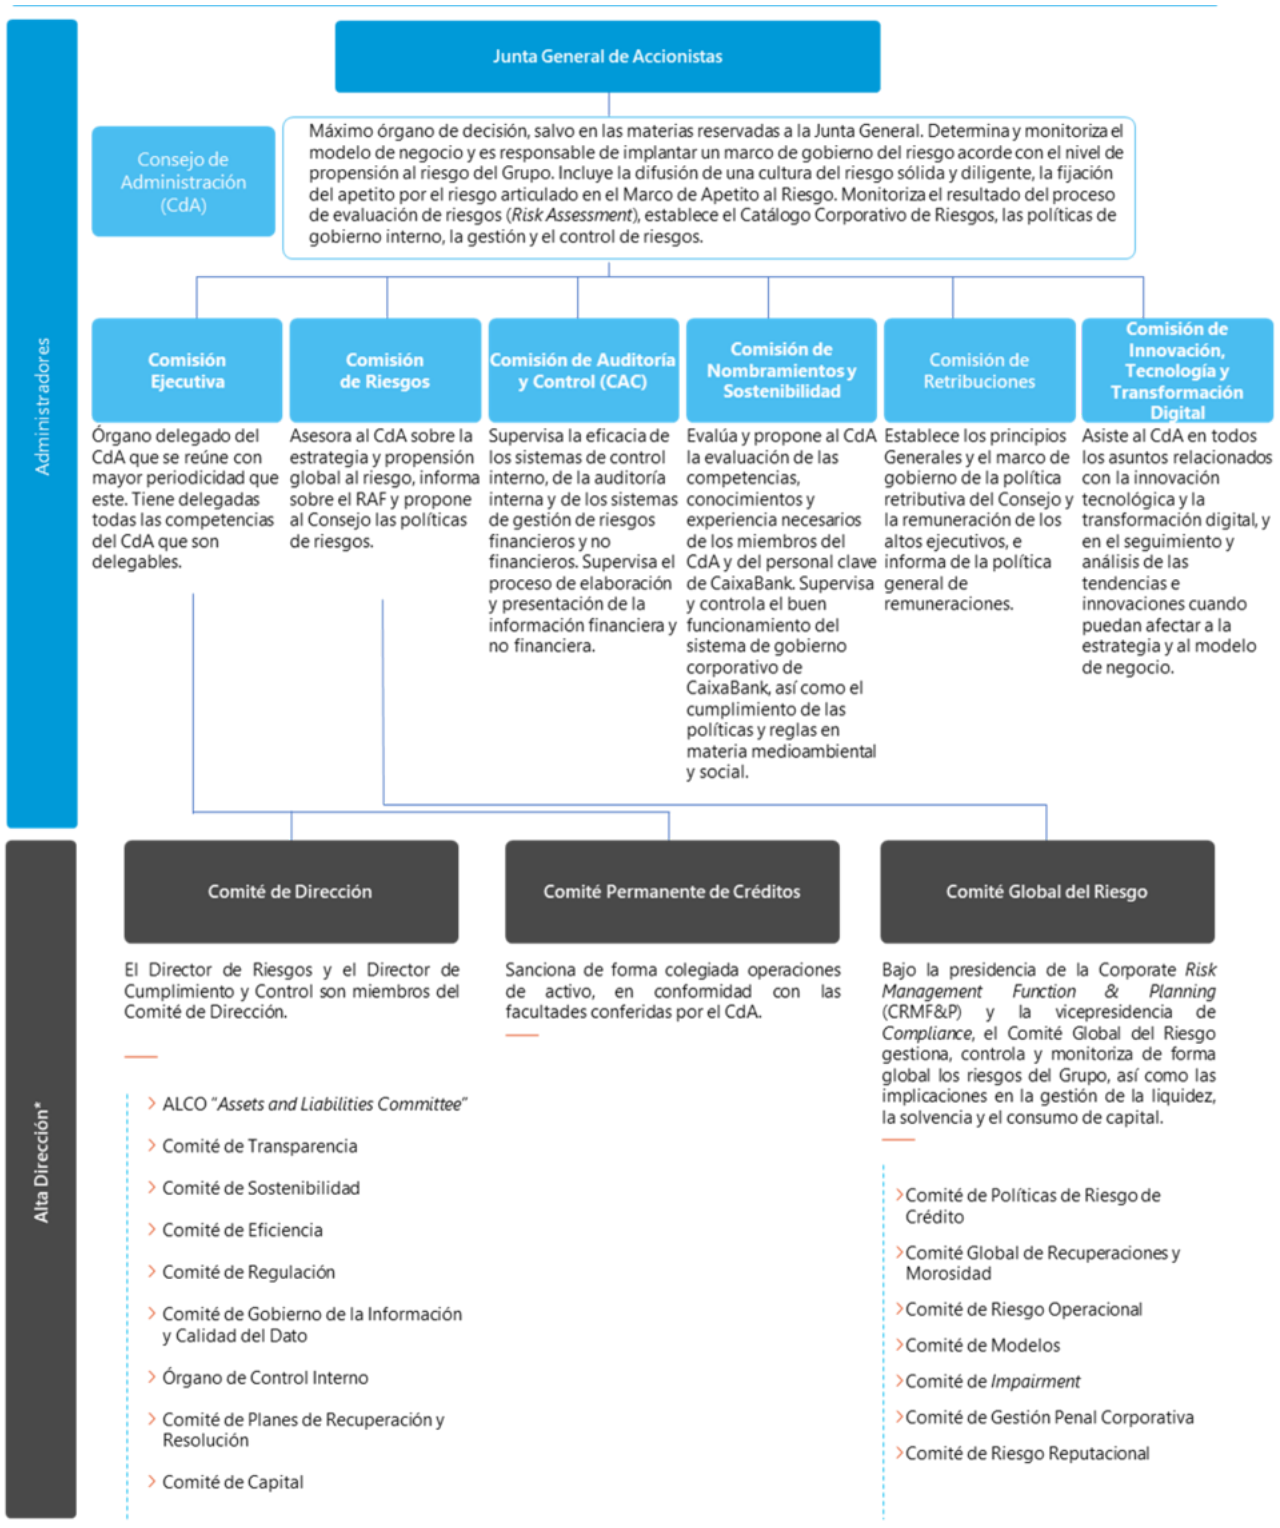 Junta General de Accionistas
Administradores
Consejo de
Administración
(CdA)
Máximo órgano de decisión, salvo en las materias reservadas a la Junta General. Determina y monitoriza el
modelo de negocio y es responsable de implantar un marco de gobierno del riesgo acorde con el nivel de
propensión al riesgo del Grupo. Incluye la difusión de una cultura del riesgo sólida y diligente, la fijación
del apetito por el riesgo articulado en el Marco de Apetito al Riesgo. Monitoriza el resultado del proceso
de evaluación de riesgos (Risk Assessment), establece el Catálogo Corporativo de Riesgos, las políticas de
gobierno interno, la gestión y el control de riesgos.
Comisión
Ejecutiva
Órgano delegado del
CdA que se reúne con
mayor periodicidad que
este. Tiene delegadas
todas las competencias
del CdA que son
delegables.
Comisión
de Riesgos
Asesora al CdA sobre la
estrategia y propensión
global al riesgo, informa
sobre el RAF y propone
al Consejo las políticas
de riesgos.
Comisión de Auditoría
y Control (CAC)
Supervisa la eficacia de
los sistemas de control
interno, de la auditoría
interna y de los sistemas
de gestión de riesgos
financieros y no
financieros. Supervisa el
proceso de elaboración
y presentación de la
información financiera y
no financiera.
Comisión de
Nombramientos y
Sostenibilidad
Evalúa y propone al CdA
la evaluación de las
competencias,
conocimientos y
experiencia necesarios
de los miembros del
CdA y del personal clave
de CaixaBank. Supervisa
y controla el buen
funcionamiento del
sistema de gobierno
corporativo de
CaixaBank, así como el
cumplimiento de las
políticas y reglas en
materia medioambiental
y social.
Comisión de
Retribuciones
Establece los principios
Generales y el marco de
gobierno de la política
retributiva del Consejo y
la remuneración de los
altos ejecutivos, e
informa de la política
general de
remuneraciones.
Comisión de
Innovación,
Tecnología y
Transformación
Digital
Asiste al CdA en todos
los asuntos relacionados
con la innovación
tecnológica y la
transformación digital, y
en el seguimiento y
análisis de las
tendencias e
innovaciones cuando
puedan afectar a la
estrategia y al modelo
de negocio.
Alta Dirección*
Comité de Dirección
El Director de Riesgos y el Director de
Cumplimiento y Control son miembros del
Comité de Dirección.
ALCO "Assets and Liabilities Committee"
Comité de Transparencia
Comité de Sostenibilidad
Comité de Eficiencia
Comité de Regulación
Comité de Gobierno de la Información
y Calidad del Dato
Órgano de Control Interno
Comité de Planes de Recuperación y
Resolución
Comité de Capital
Comité Permanente de Créditos
Sanciona de forma colegiada operaciones
de activo, en conformidad con las
facultades conferidas por el CdA.
Comité Global del Riesgo
Bajo la presidencia de la Corporate Risk
Management Function & Planning
(CRMF&P) y la vicepresidencia de
Compliance, el Comité Global del Riesgo
gestiona, controla y monitoriza de forma
global los riesgos del Grupo, así como las
implicaciones en la gestión de la liquidez,
la solvencia y el consumo de capital.
Comité de Políticas de Riesgo de
Crédito
Comité Global de Recuperaciones y
Morosidad
Comité de Riesgo Operacional
Comité de Modelos
Comité de Impairment
Comité de Gestión Penal Corporativa
Comité de Riesgo Reputacional